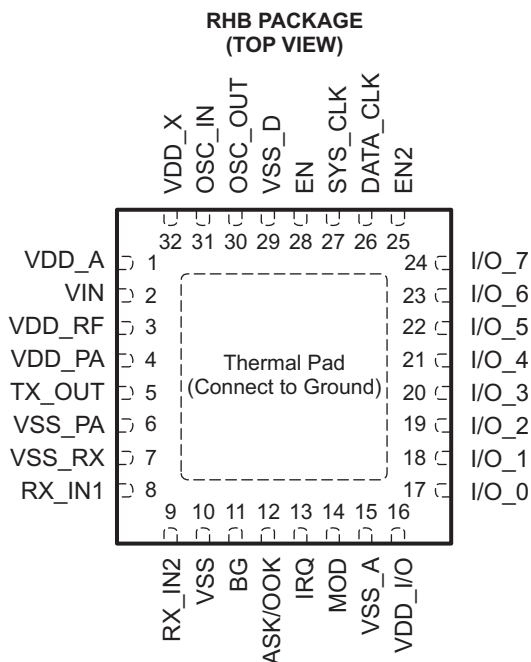 RHB PACKAGE
(TOP VIEW)
VDD_X
OSC_IN
OSC_OUT
VSS_D
EN
SYS_CLK
DATA_CLK
EN2
32 31 30 29 28 27 26 25
VDD_A 1
VIN 2
VDD_RF 3
VDD_PA 4
TX_OUT 5
VSS_PA 6
VSS_RX 7
RX_IN1 8
Thermal Pad
(Connect to Ground)
24 I/O_7
23 I/O_6
22 I/O_5
21 I/O_4
20 I/O_3
19 I/O_2
18 I/O_1
17 I/O_0
9 10 11 12 13 14 15 16
RX_IN2
VSS
BG
ASK/OOK
IRQ
MOD
VSS_A
VDD_I/O